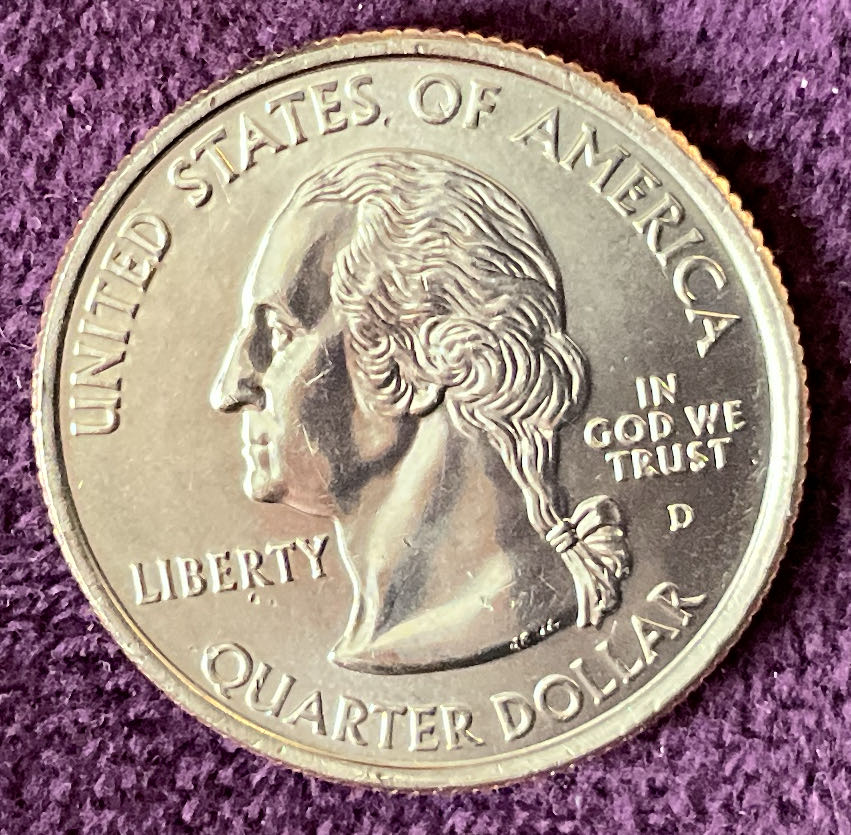 UNITED STATES OF AMERICA
LIBERTY
IN
GOD WE
TRUST
D
QUARTER DOLLAR